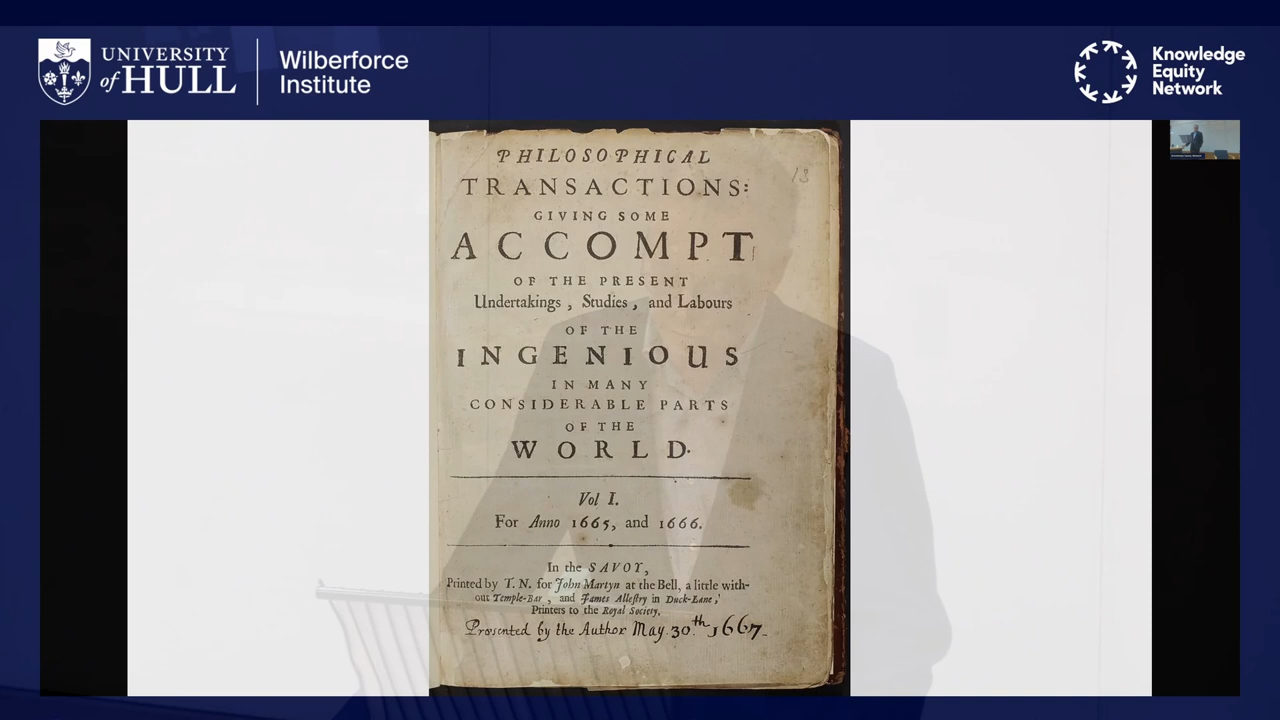 UNIVERSITY
of HULL
Wilberforce
Institute
Knowledge
Equity
Network
PHILOSOPHICAL
TRANSACTIONS:
GIVING SOME
ACCOMPT
OF THE PRESENT
Undertakings, Studies, and Labours
OF THE
INGENIOUS
IN MANY
CONSIDERABLE PARTS
OF THE
WORLD.
Vol I.
For Anno 1665, and 1666.
In the SAVOY,
Printed by T. N. for John Martyn at the Bell, a little with-
out Temple-Bar, and James Allestry in Duck-Lane,
Printers to the Royal Society.
Presented by the Author May. 30th 1667.
13